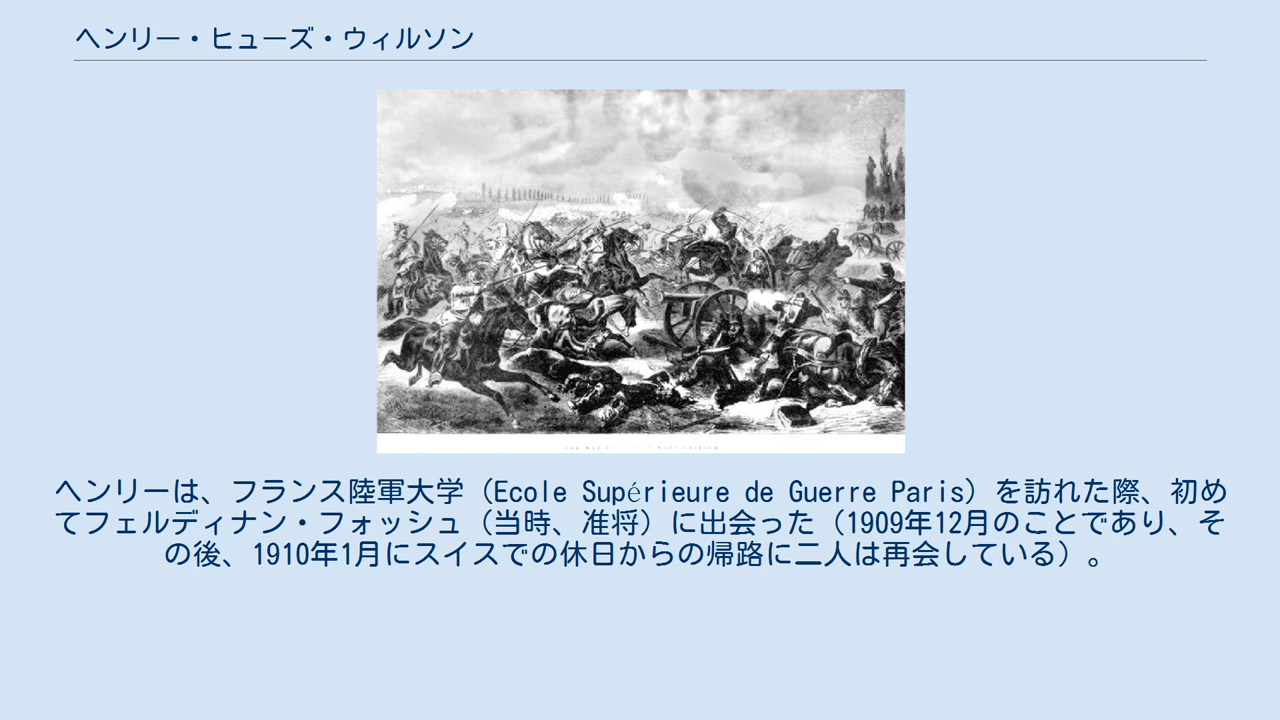 ヘンリー・ヒューズ・ウィルソン
ヘンリーは、フランス陸軍大学（Ecole Supérieure de Guerre Paris）を訪れた際、初め
てフェルディナン・フォッシュ（当時、准将）に出会った（1909年12月のことであり、そ
の後、1910年1月にスイスでの休日からの帰路に二人は再会している）。